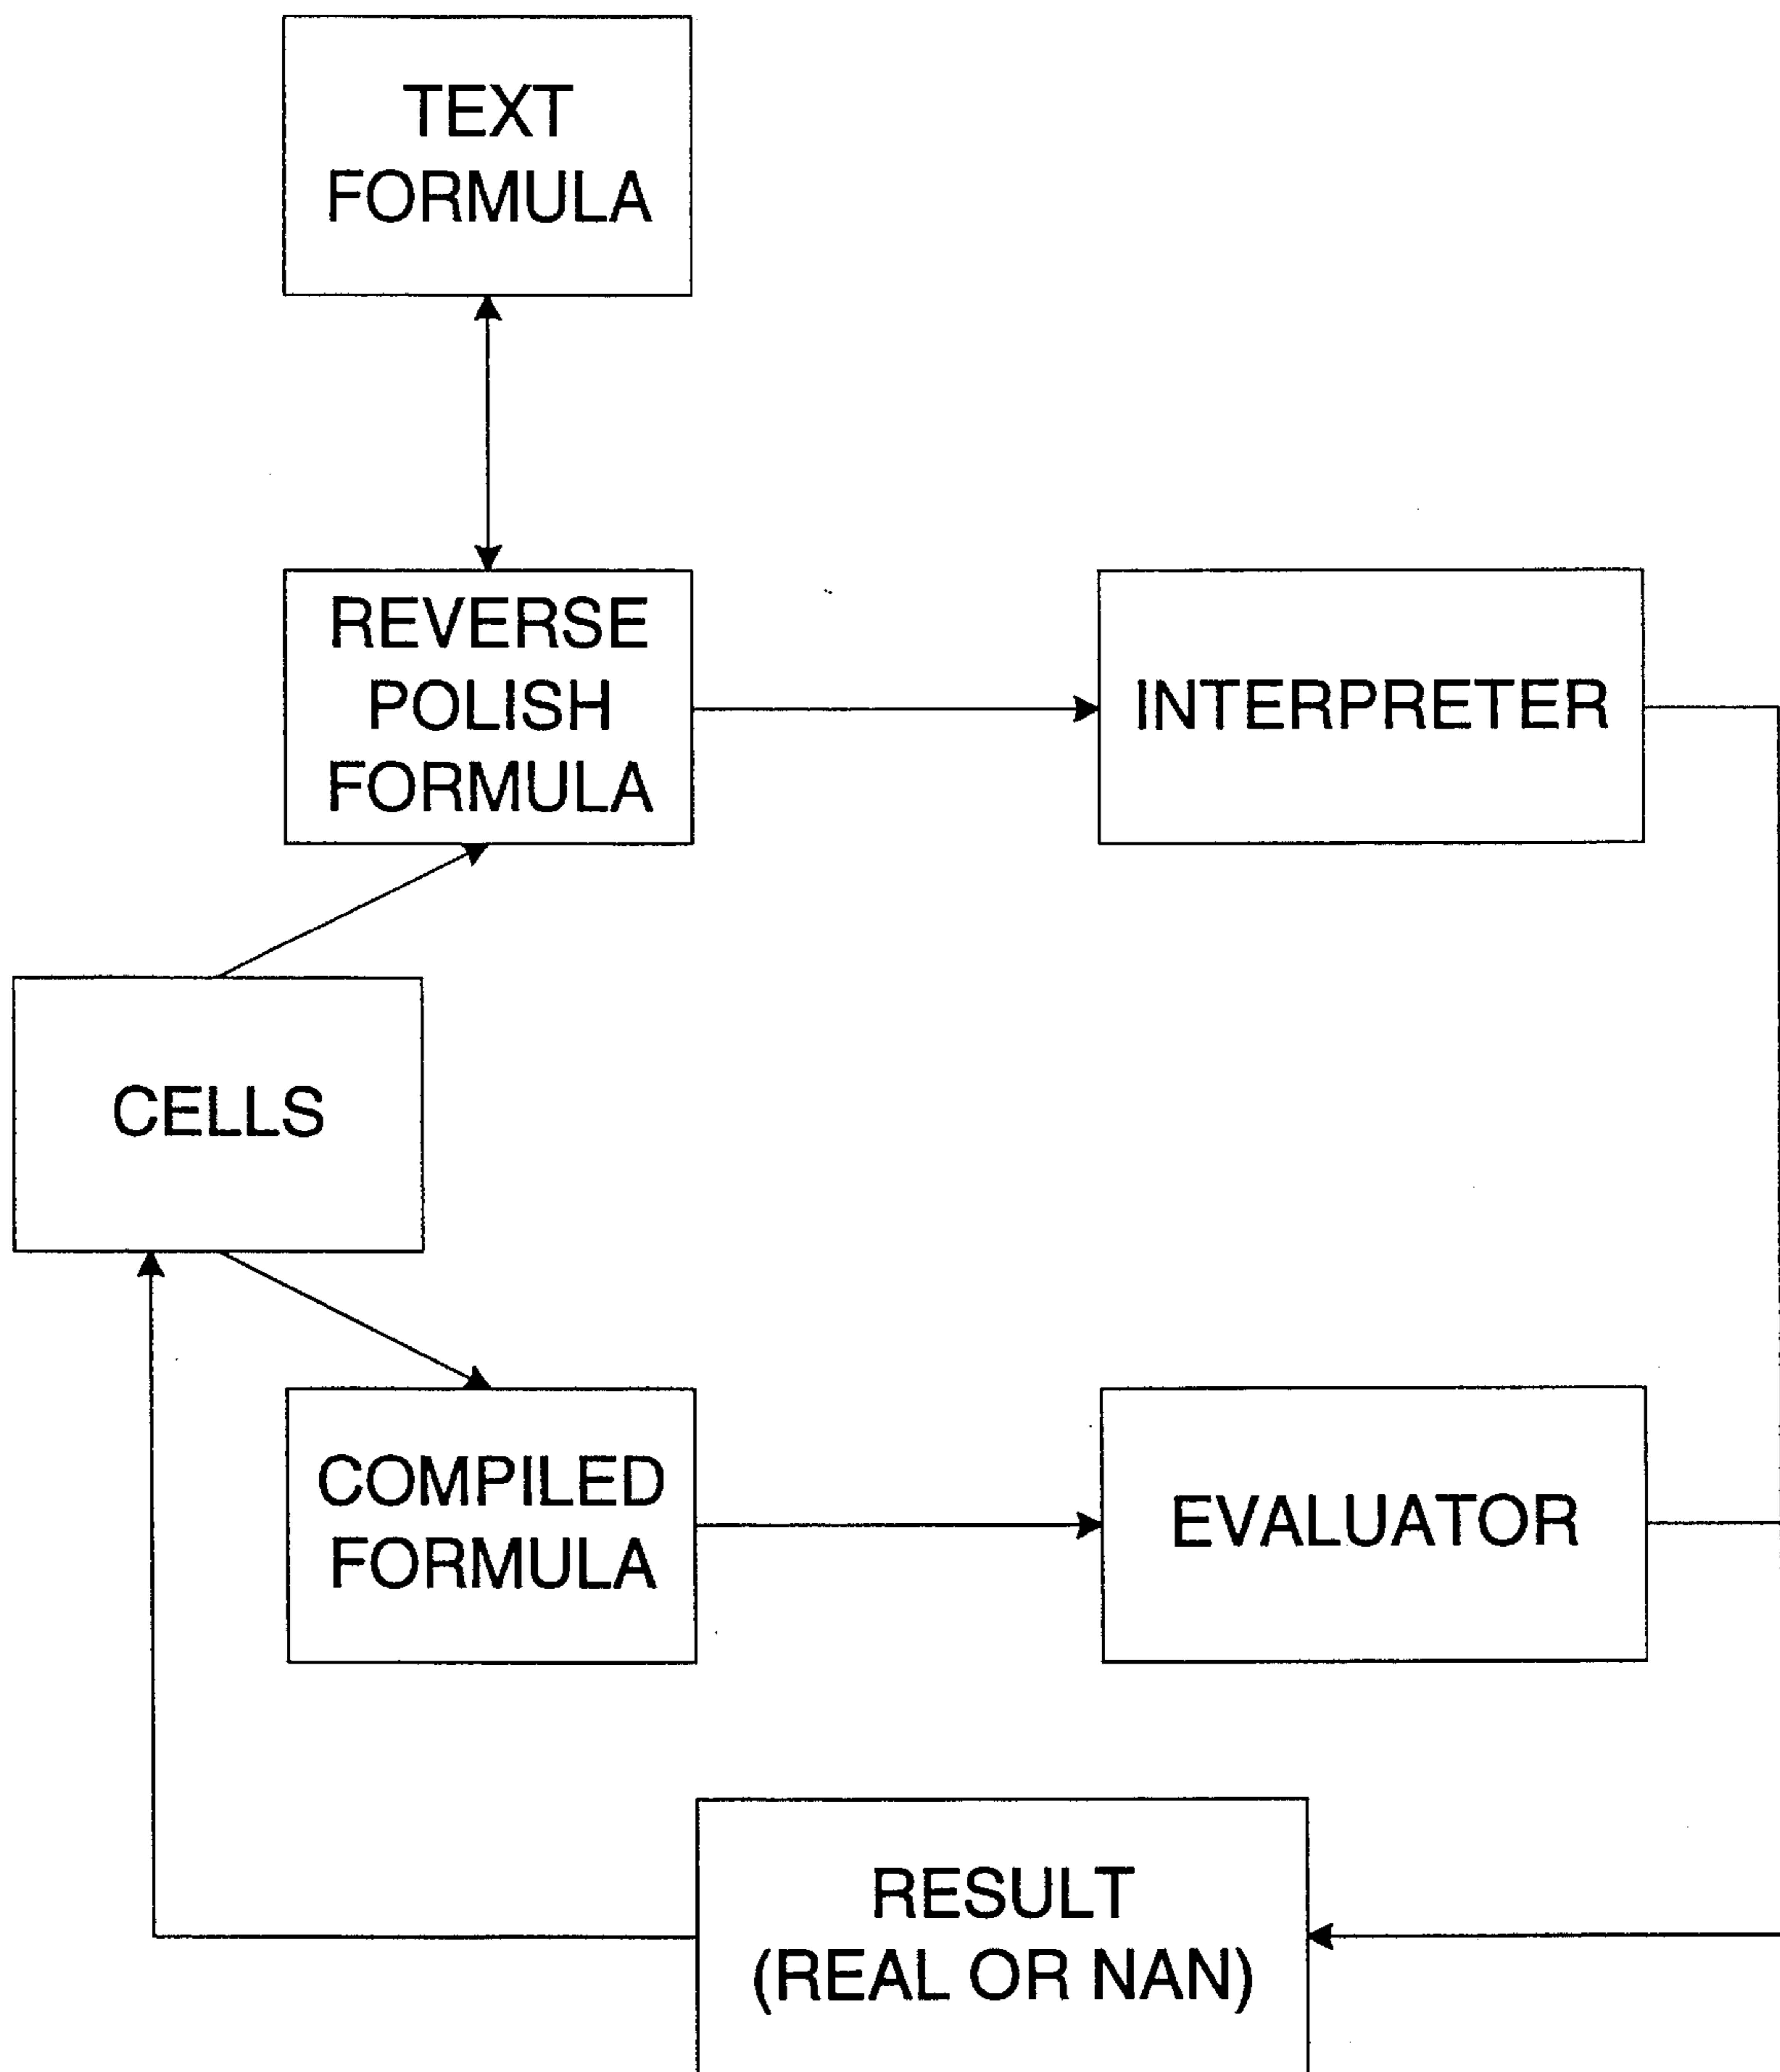 TEXT
FORMULA
REVERSE
POLISH
FORMULA
INTERPRETER
CELLS
COMPILED
FORMULA
EVALUATOR
RESULT
(REAL OR NAN)